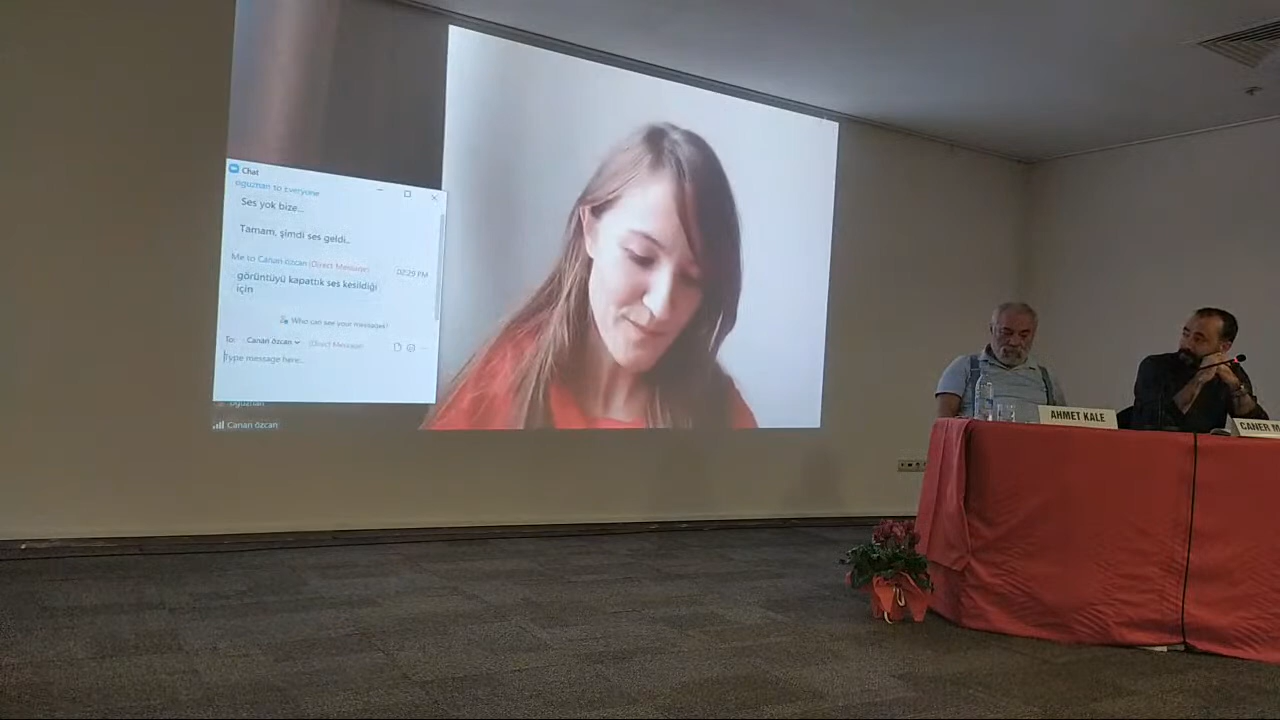 Chat
oguzhan to Everyone
Ses yok bize...
Tamam, şimdi ses geldi..
Me to Canan özcan (Direct Message)
02:29 PM
görüntüyü kapattık ses kesildiği
için
Who can see your messages?
To: Canan özcan (Direct Message)
Type message here...
oguzhan
Canan özcan
AHMET KALE
CANER M